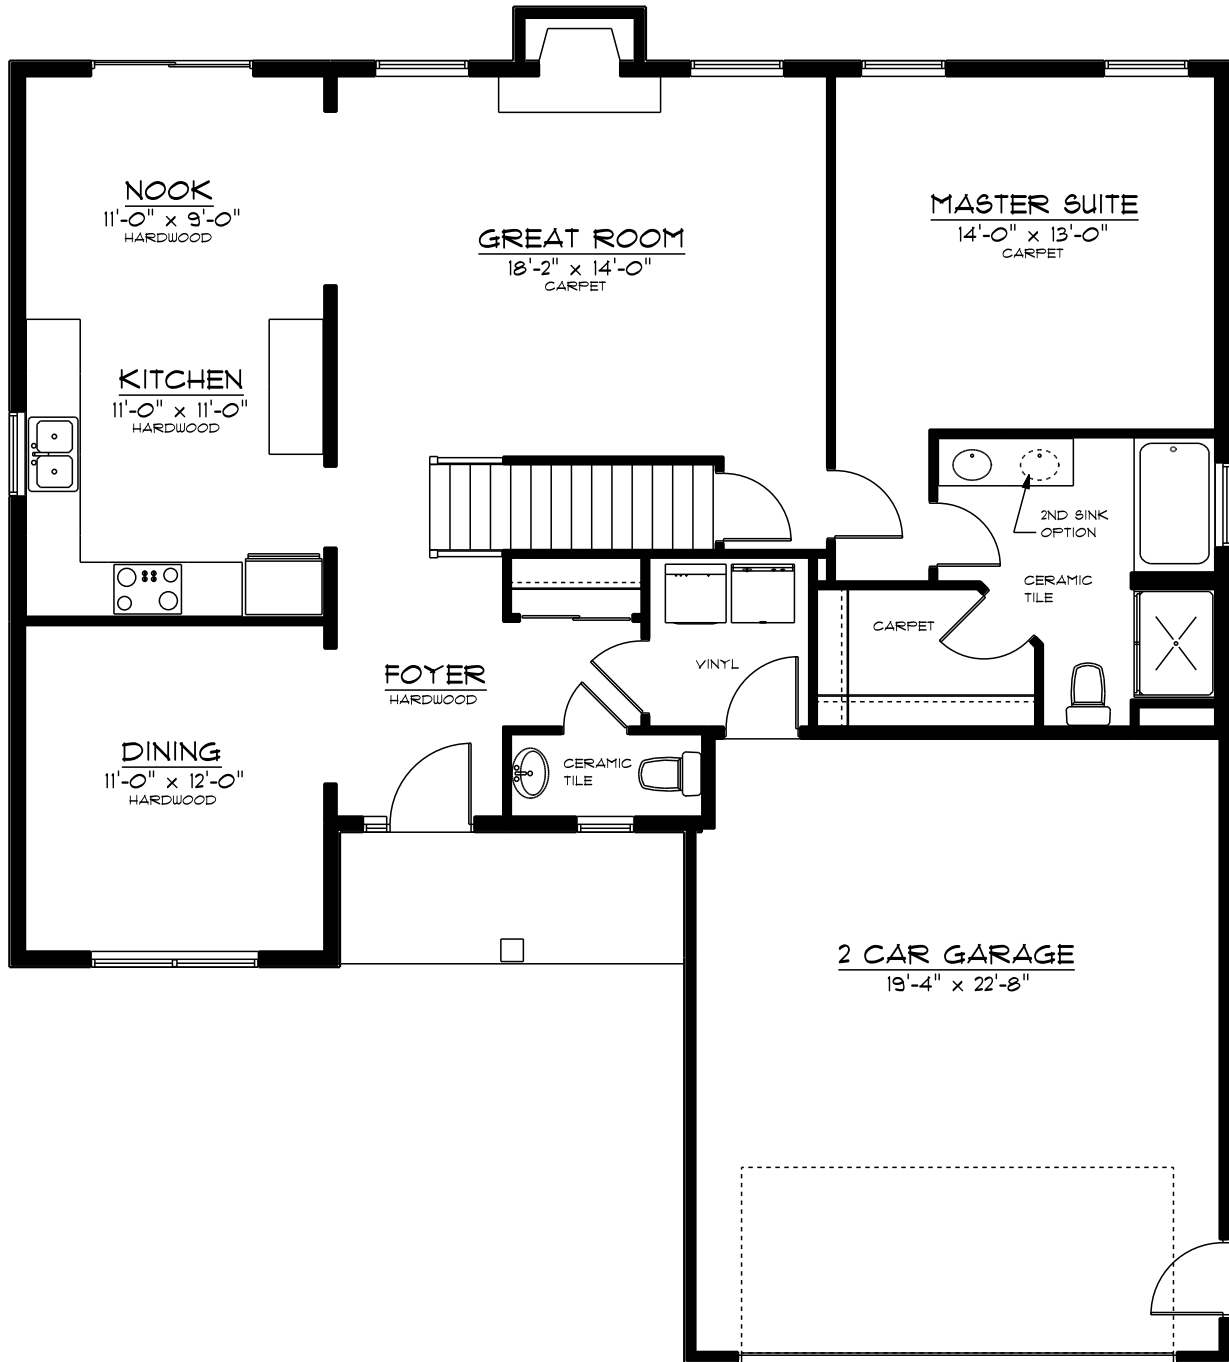 NOOK
11'-0" x 9'-0"
HARDWOOD
GREAT ROOM
18'-2" x 14'-0"
CARPET
MASTER SUITE
14'-0" x 13'-0"
CARPET
KITCHEN
11'-0" x 11'-0"
HARDWOOD
2ND SINK
OPTION
CERAMIC
TILE
CARPET
VINYL
FOYER
HARDWOOD
DINING
11'-0" x 12'-0"
HARDWOOD
CERAMIC
TILE
2 CAR GARAGE
19'-4" x 22'-8"